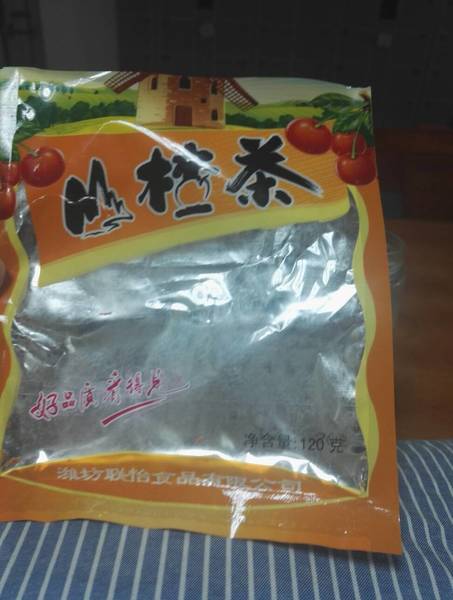 山楂茶
好品质看得见
净含量:120克
潍坊联怡食品有限公司